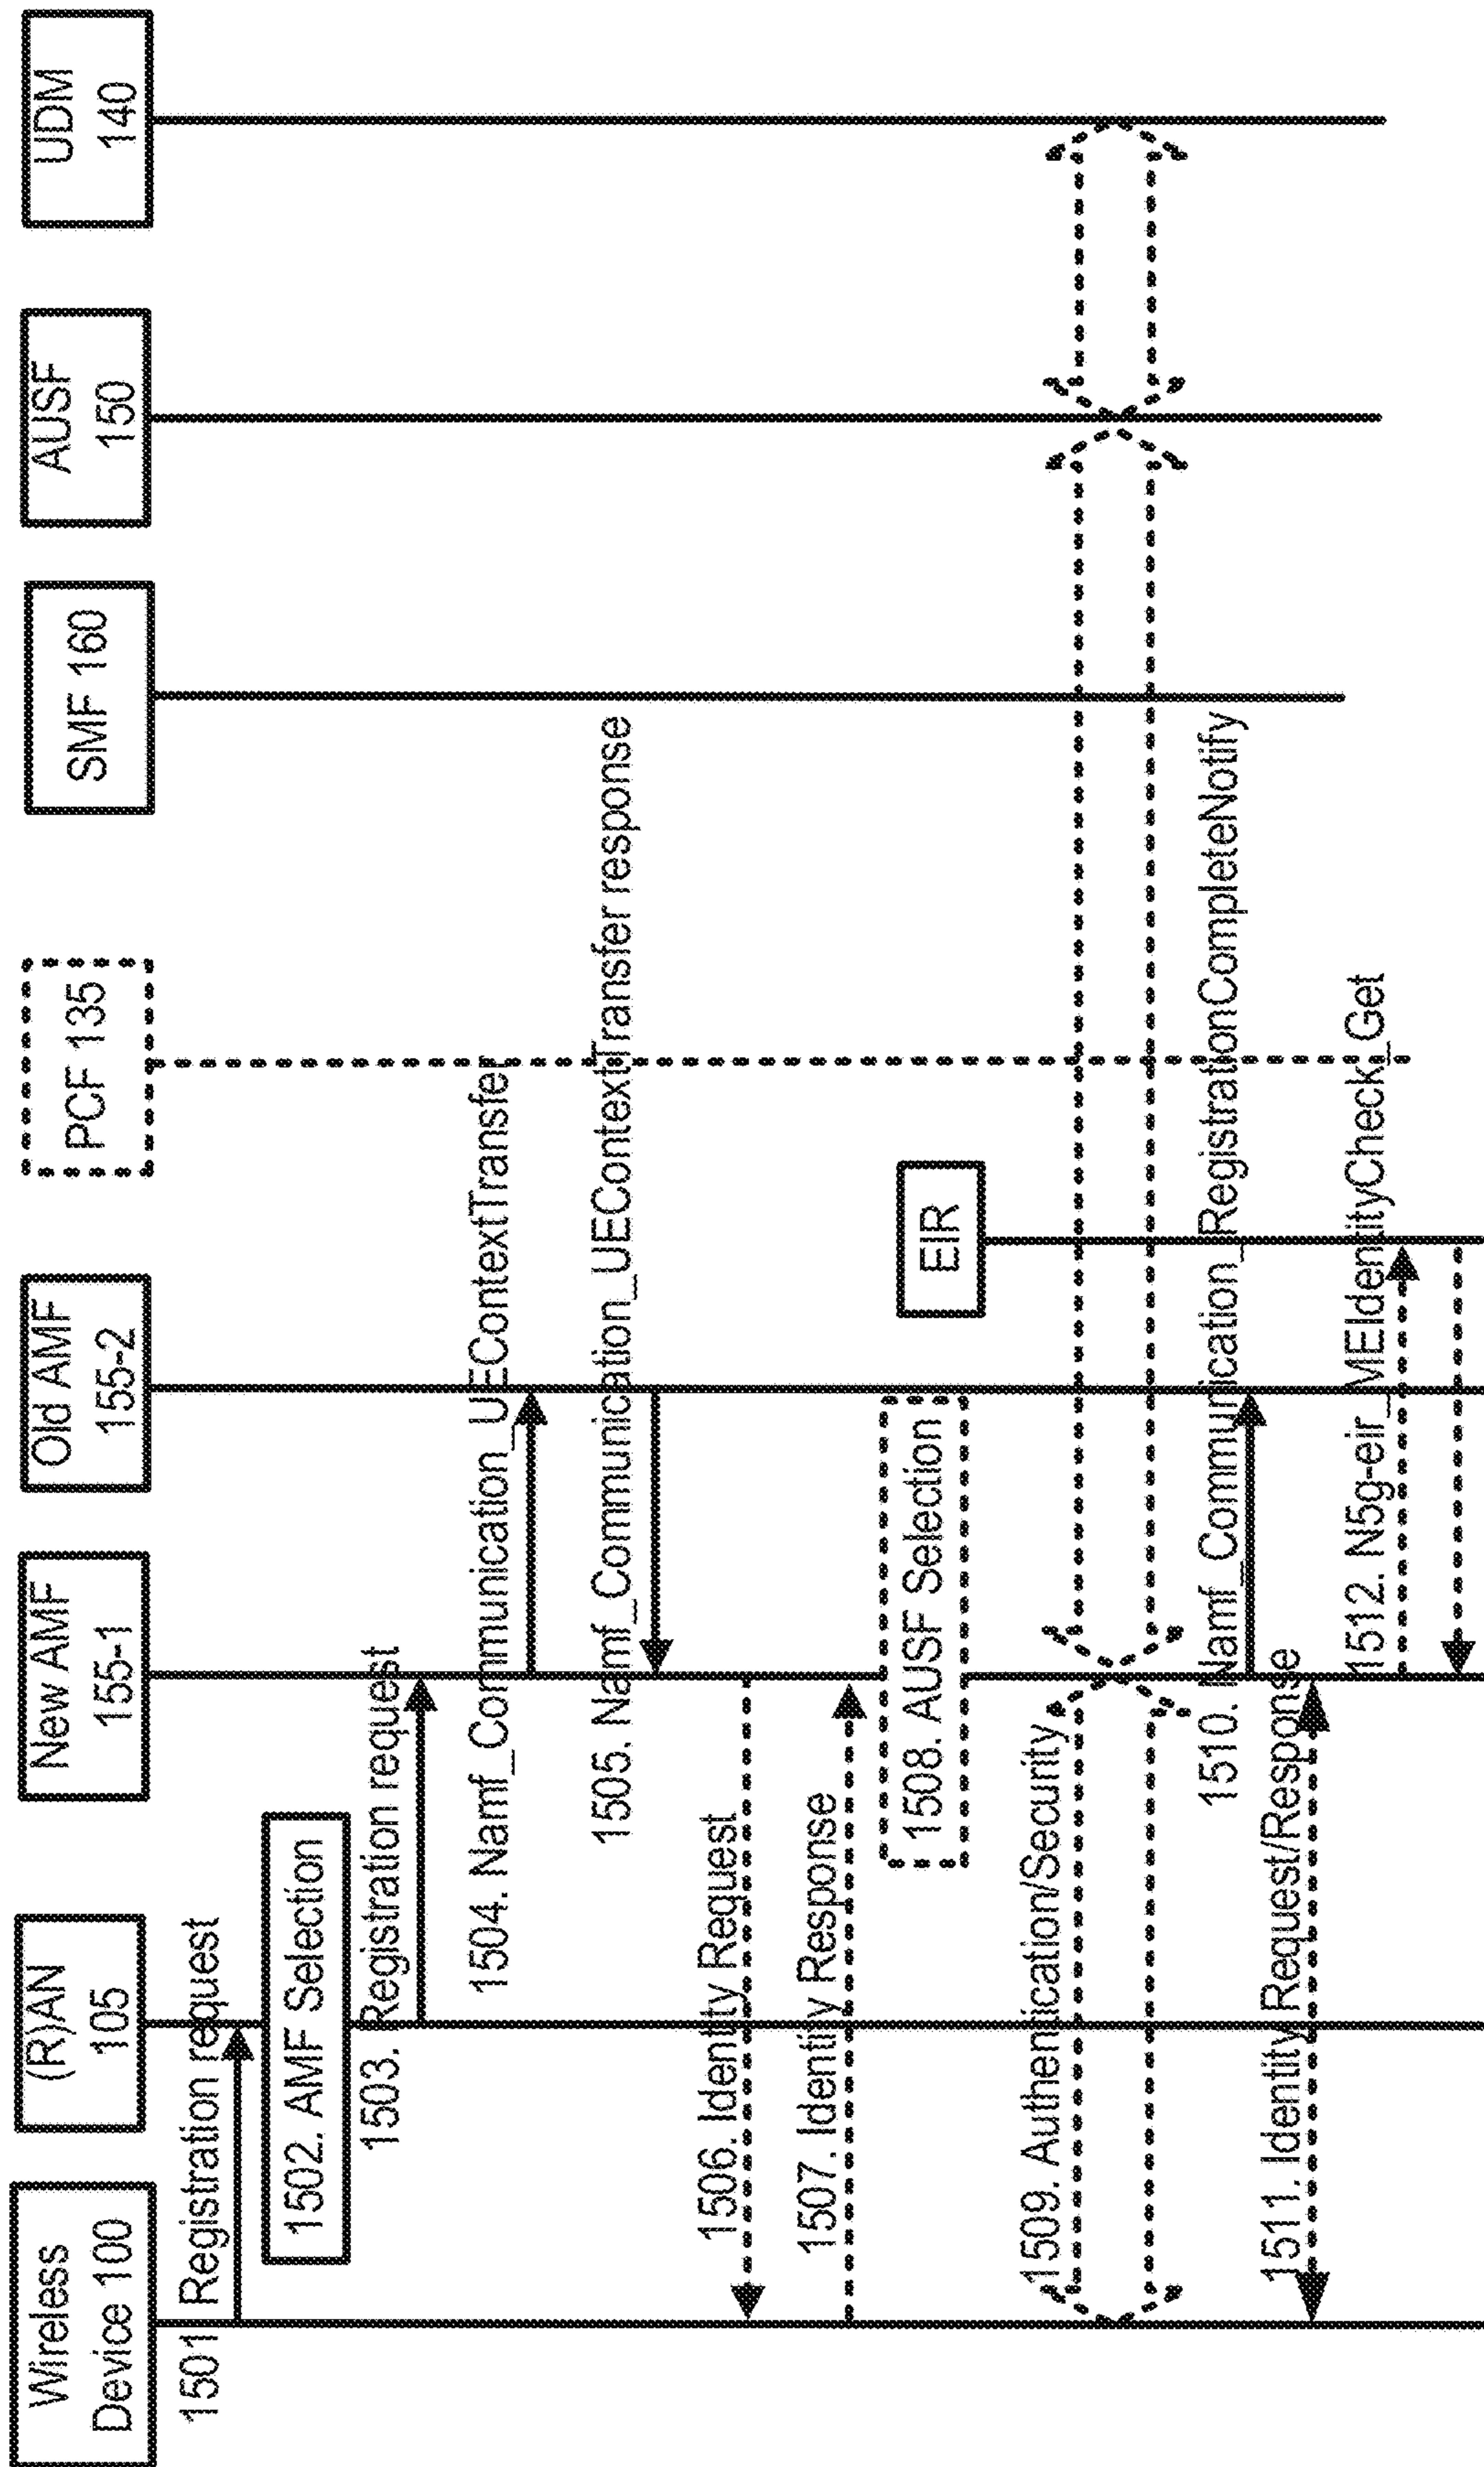 Wireless
Device 100
(R)AN
105
New AMF
155-1
Old AMF
155-2
PCF 135
SMF 160
AUSF
150
UDM
140
1501 Registration request
1502. AMF Selection
1503. Registration request
1504. Namf_Communication_UEContextTransfer
1505. Namf_Communication_UEContextTransfer response
1506. Identity Request
1507. Identity Response
1508. AUSF Selection
EIR
1509. Authentication/Security
1510. Namf_Communication_RegistrationCompleteNotify
1511. Identity Request/Response
1512. N5g-eir_MEIdentityCheck_Get